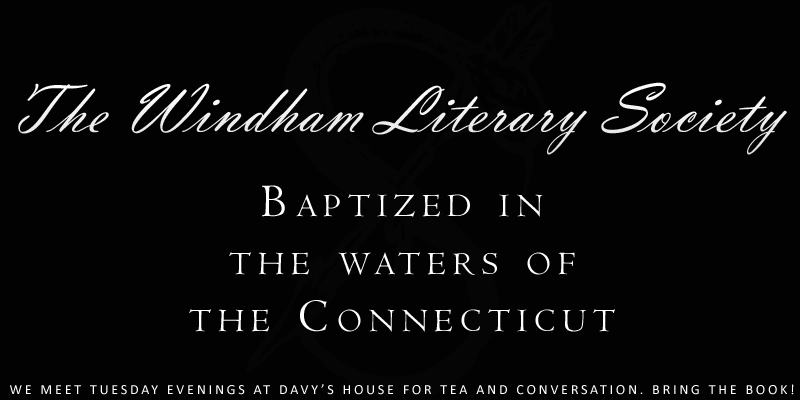 The Windham Literary Society
Baptized in
the waters of
the Connecticut
WE MEET TUESDAY EVENINGS AT DAVY'S HOUSE FOR TEA AND CONVERSATION. BRING THE BOOK!